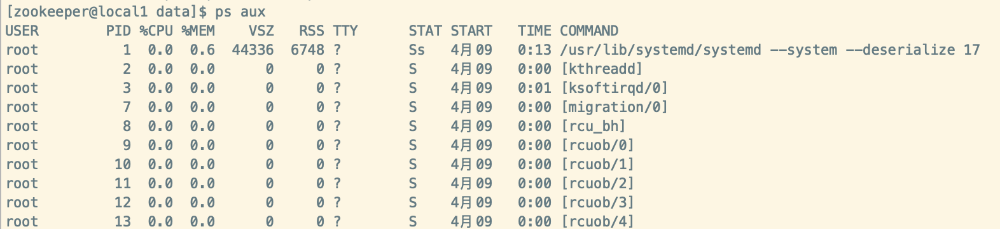 [zookeeper@local1 data]$ ps aux
USER PID %CPU %MEM VSZ RSS TTY STAT START TIME COMMAND
root 1 0.0 0.6 44336 6748 ? Ss 4月09 0:13 /usr/lib/systemd/systemd --system --deserialize 17
root 2 0.0 0.0 0 0 ? S 4月09 0:00 [kthreadd]
root 3 0.0 0.0 0 0 ? S 4月09 0:01 [ksoftirqd/0]
root 7 0.0 0.0 0 0 ? S 4月09 0:00 [migration/0]
root 8 0.0 0.0 0 0 ? S 4月09 0:00 [rcu_bh]
root 9 0.0 0.0 0 0 ? S 4月09 0:00 [rcuob/0]
root 10 0.0 0.0 0 0 ? S 4月09 0:00 [rcuob/1]
root 11 0.0 0.0 0 0 ? S 4月09 0:00 [rcuob/2]
root 12 0.0 0.0 0 0 ? S 4月09 0:00 [rcuob/3]
root 13 0.0 0.0 0 0 ? S 4月09 0:00 [rcuob/4]